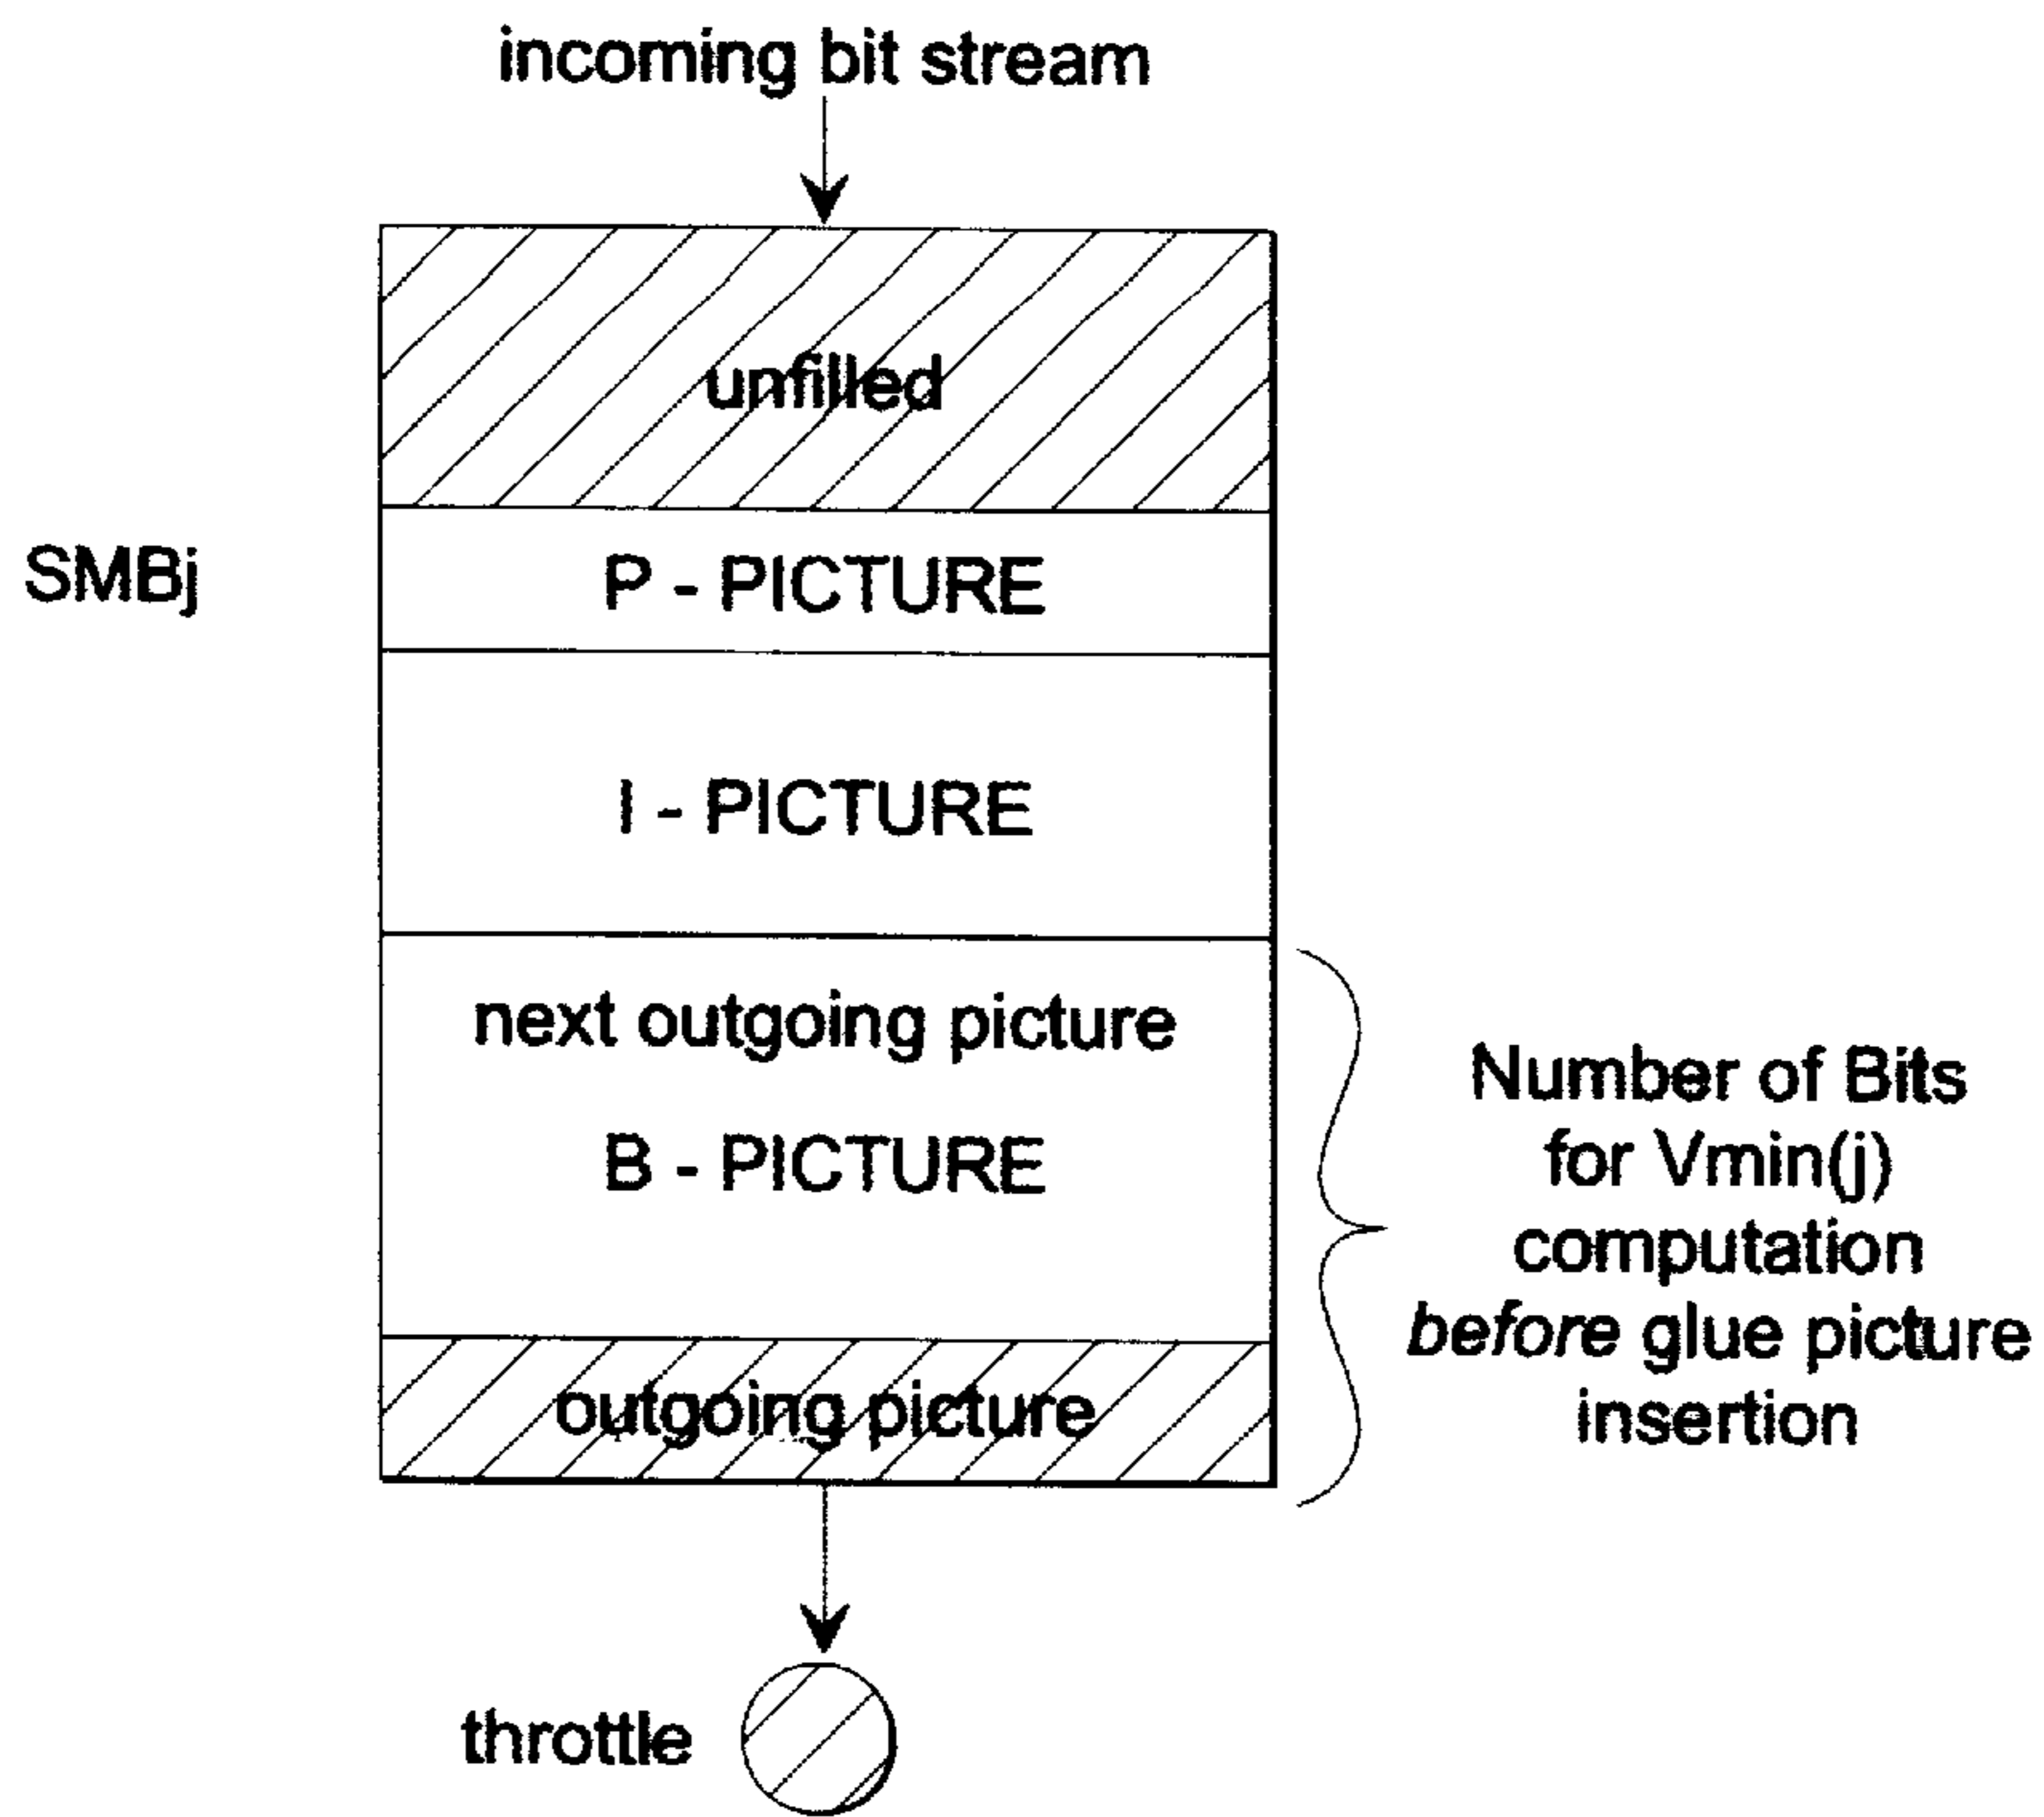 incoming bit stream
unfilled
SMBj
P - PICTURE
I - PICTURE
next outgoing picture
B - PICTURE
outgoing picture
Number of Bits
for Vmin(j)
computation
before glue picture
insertion
throttle